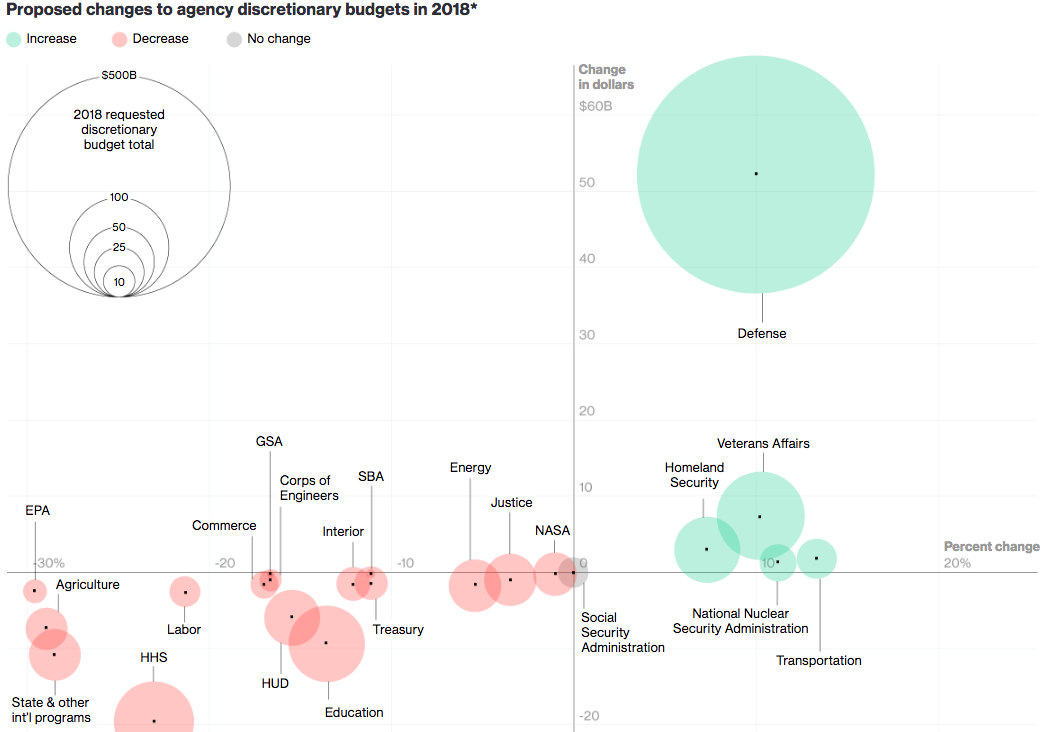 Proposed changes to agency discretionary budgets in 2018*
Increase
Decrease
No change
$500B
2018 requested
discretionary
budget total
100
50
25
10
Change
in dollars
$60B
50
40
30
20
10
0
-20
Defense
Veterans Affairs
Homeland
Security
GSA
Corps of
Engineers
SBA
Energy
Justice
NASA
EPA
Commerce
Interior
Percent change
-30%
-20
-10
10
20%
Agriculture
Labor
Treasury
Social
Security
Administration
National Nuclear
Security Administration
Transportation
HHS
HUD
State & other
int'l programs
Education